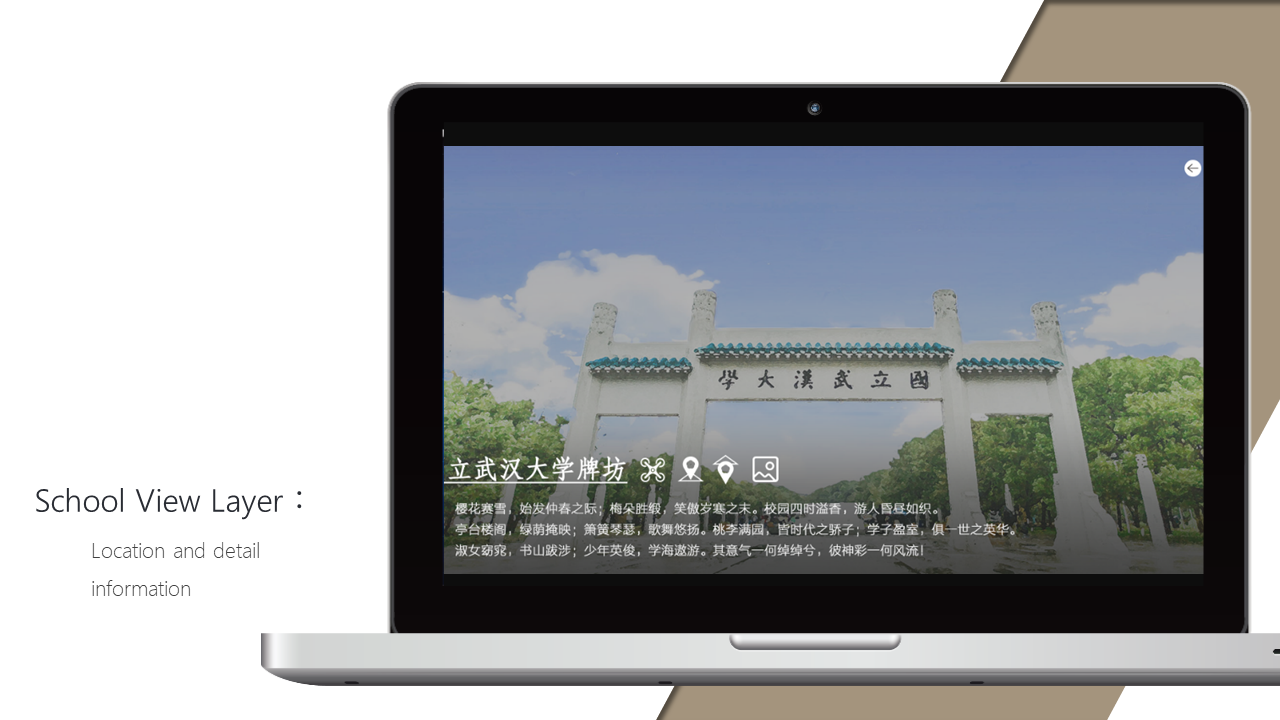 School View Layer：
Location and detail
information
學大漢武立國
立武汉大学牌坊
樱花赛雪，始发仲春之际；梅朵胜缎，笑傲岁寒之末。校园四时溢香，游人昏昼如织。
亭台楼阁，绿荫掩映；箫簧琴瑟，歌舞悠扬。桃李满园，皆时代之骄子；学子盈室，俱一世之英华。
淑女窈窕，书山跋涉；少年英俊，学海遨游。其意气一何绰绰兮，彼神彩一何风流！